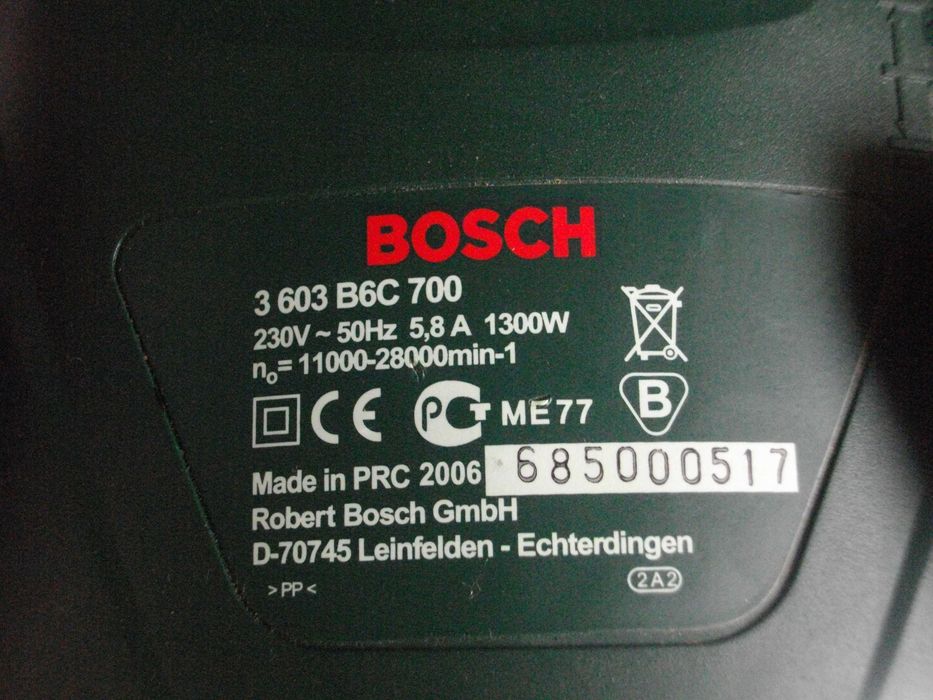 BOSCH
3 603 B6C 700
230V ~ 50Hz 5,8 A 1300W
no= 11000-28000min-1
CE PCT ME77 B
Made in PRC 2006 685000517
Robert Bosch GmbH
D-70745 Leinfelden - Echterdingen
>PP< 2A2